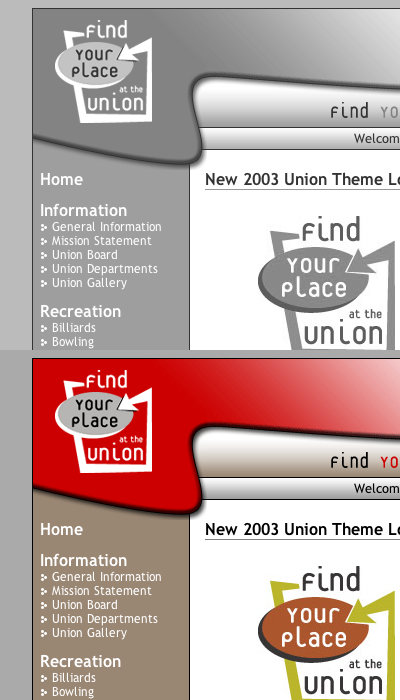 Find
YOUR
PLACE
at the
union
Find YO
Welcom
Home
New 2003 Union Theme Lo
Information
General Information
Mission Statement
Union Board
Union Departments
Union Gallery
Recreation
Billiards
Bowling
Find
YOUR
PLACE
at the
union
Find
YOUR
PLACE
at the
union
Find YO
Welcom
Home
New 2003 Union Theme Lo
Information
General Information
Mission Statement
Union Board
Union Departments
Union Gallery
Recreation
Billiards
Bowling
Find
YOUR
PLACE
at the
union